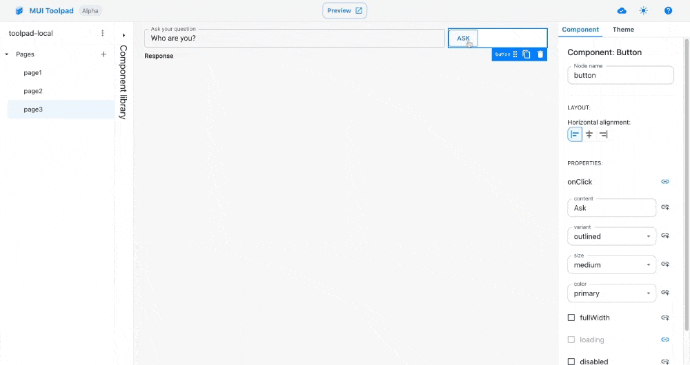 MUI Toolpad Alpha
Preview
toolpad-local
Pages
page1
page2
page3
Component library
Ask your question
Who are you?
ASK
button
Response
Component
Theme
Component: Button
Node name
button
LAYOUT:
Horizontal alignment:
PROPERTIES:
onClick
content
Ask
variant
outlined
size
medium
color
primary
fullWidth
loading
disabled